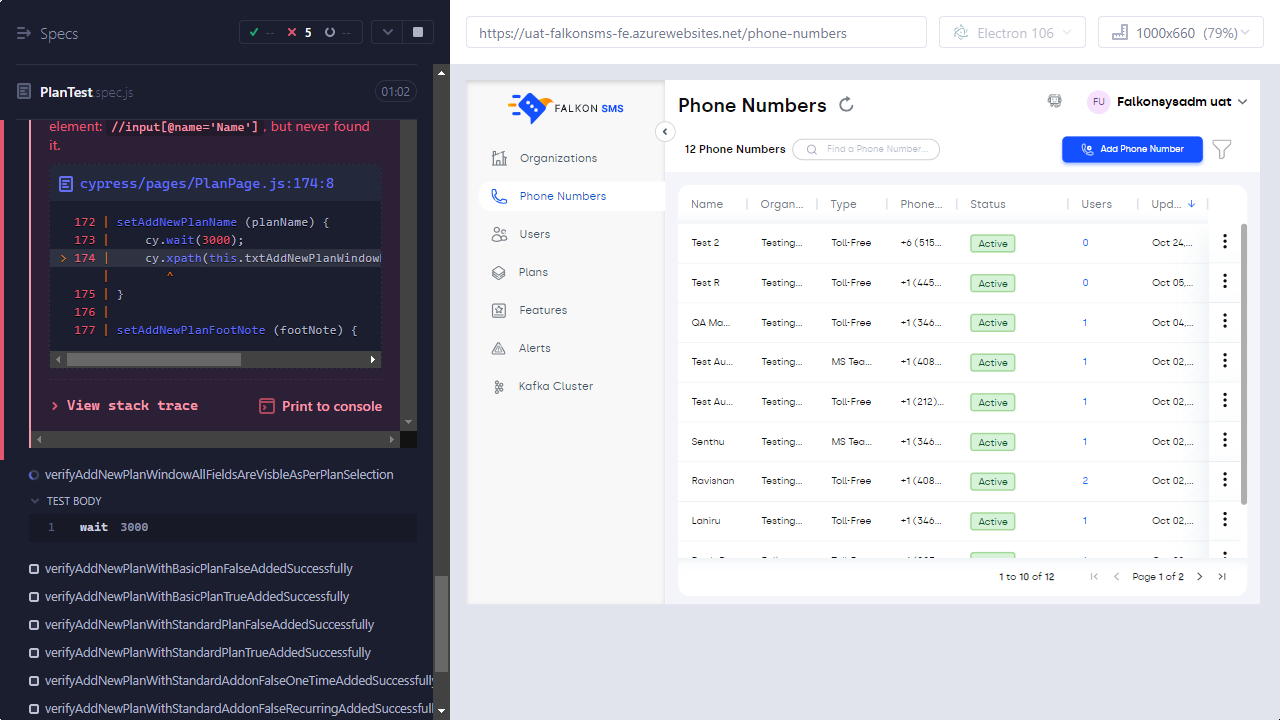 Specs
-- 5 --
PlanTest spec.js
01:02
element: //input[@name='Name'] , but never found
it.
cypress/pages/PlanPage.js:174:8
172 | setAddNewPlanName (planName) {
173 | cy.wait(3000);
> 174 | cy.xpath(this.txtAddNewPlanWindow
| ^
175 | }
176 |
177 | setAddNewPlanFootNote (footNote) {
> View stack trace
Print to console
verifyAddNewPlanWindowAllFieldsAreVisbleAsPerPlanSelection
TEST BODY
1 wait 3000
verifyAddNewPlanWithBasicPlanFalseAddedSuccessfully
verifyAddNewPlanWithBasicPlanTrueAddedSuccessfully
verifyAddNewPlanWithStandardPlanFalseAddedSuccessfully
verifyAddNewPlanWithStandardPlanTrueAddedSuccessfully
verifyAddNewPlanWithStandardAddonFalseOneTimeAddedSuccessfully
verifyAddNewPlanWithStandardAddonFalseRecurringAddedSuccessfull
https://uat-falkonsms-fe.azurewebsites.net/phone-numbers
Electron 106
1000x660 (79%)
FALKON SMS
Organizations
Phone Numbers
Users
Plans
Features
Alerts
Kafka Cluster
Phone Numbers
FU Falkonsysadm uat
12 Phone Numbers
Find a Phone Number...
Add Phone Number
Name Organ... Type Phone... Status Users Upd...
Test 2 Testing... Toll-Free +6 (515... Active 0 Oct 24,...
Test R Testing... Toll-Free +1 (445... Active 0 Oct 05,...
QA Ma... Testing... Toll-Free +1 (346... Active 1 Oct 04,...
Test Au... Testing... MS Tea... +1 (408... Active 1 Oct 02,...
Test Au... Testing... Toll-Free +1 (212)... Active 1 Oct 02,...
Senthu Testing... MS Tea... +1 (346... Active 1 Oct 02,...
Ravishan Testing... Toll-Free +1 (408... Active 2 Oct 02,...
Lahiru Testing... Toll-Free +1 (346... Active 1 Oct 02,...
1 to 10 of 12
Page 1 of 2